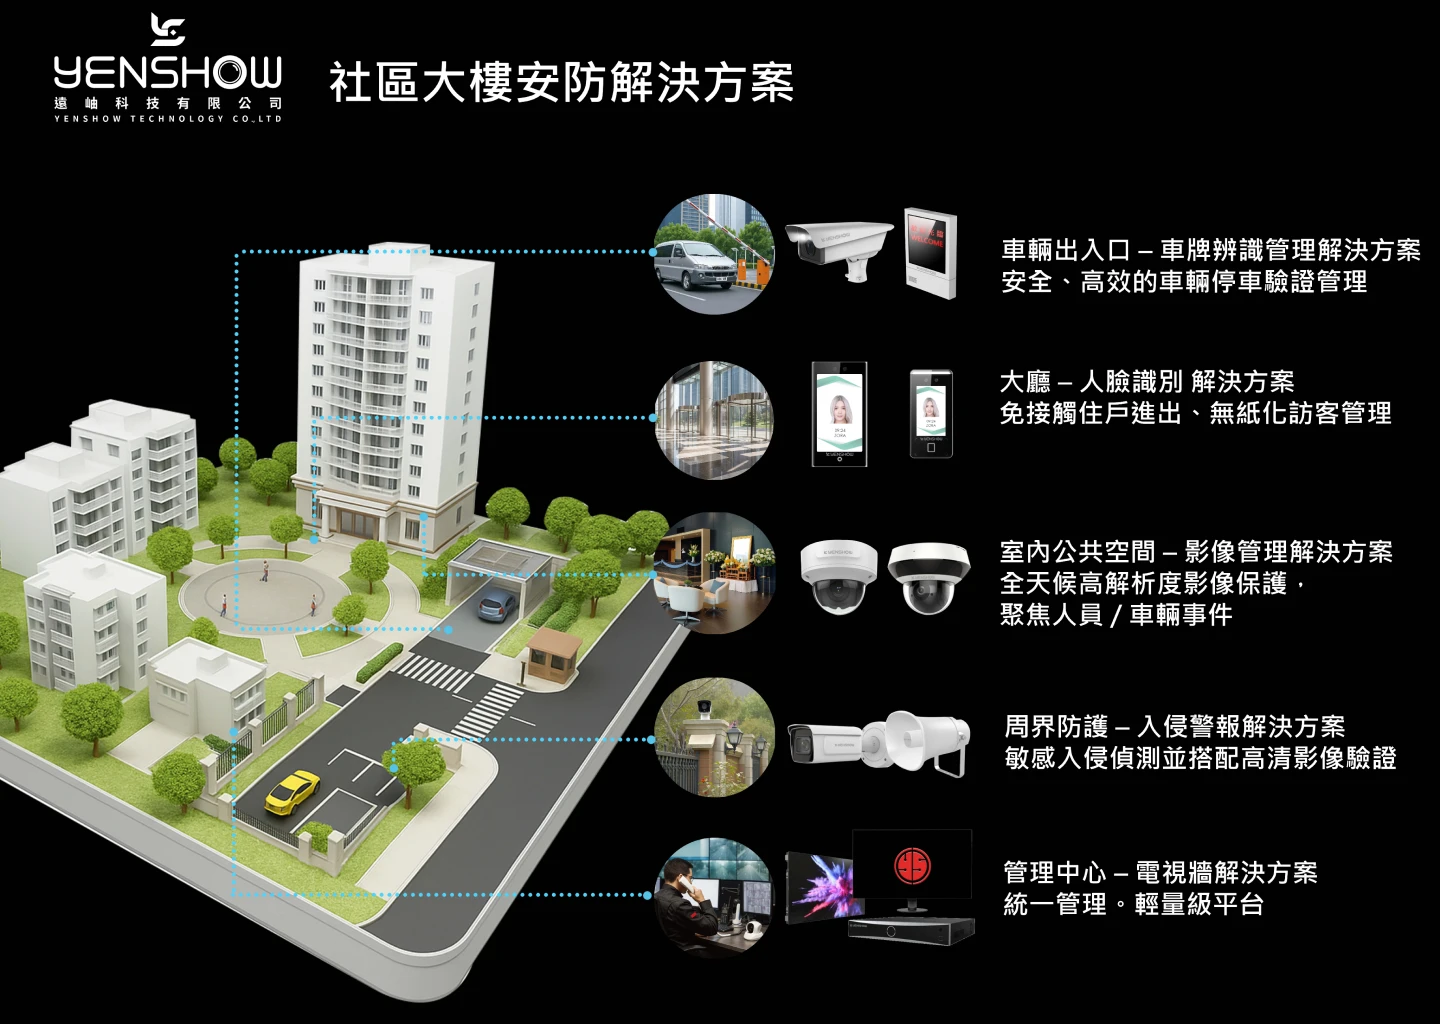 YENSHOW
遠岫科技有限公司
YENSHOW TECHNOLOGY CO.,LTD
社區大樓安防解決方案
YENSHOW
WELCOME
車輛出入口 – 車牌辨識管理解決方案
安全、高效的車輛停車驗證管理
YENSHOW
大廳 – 人臉識別 解決方案
免接觸住戶進出、無紙化訪客管理
YENSHOW
室內公共空間 – 影像管理解決方案
全天候高解析度影像保護，
聚焦人員 / 車輛事件
周界防護 – 入侵警報解決方案
敏感入侵偵測並搭配高清影像驗證
管理中心 – 電視牆解決方案
統一管理。輕量級平台